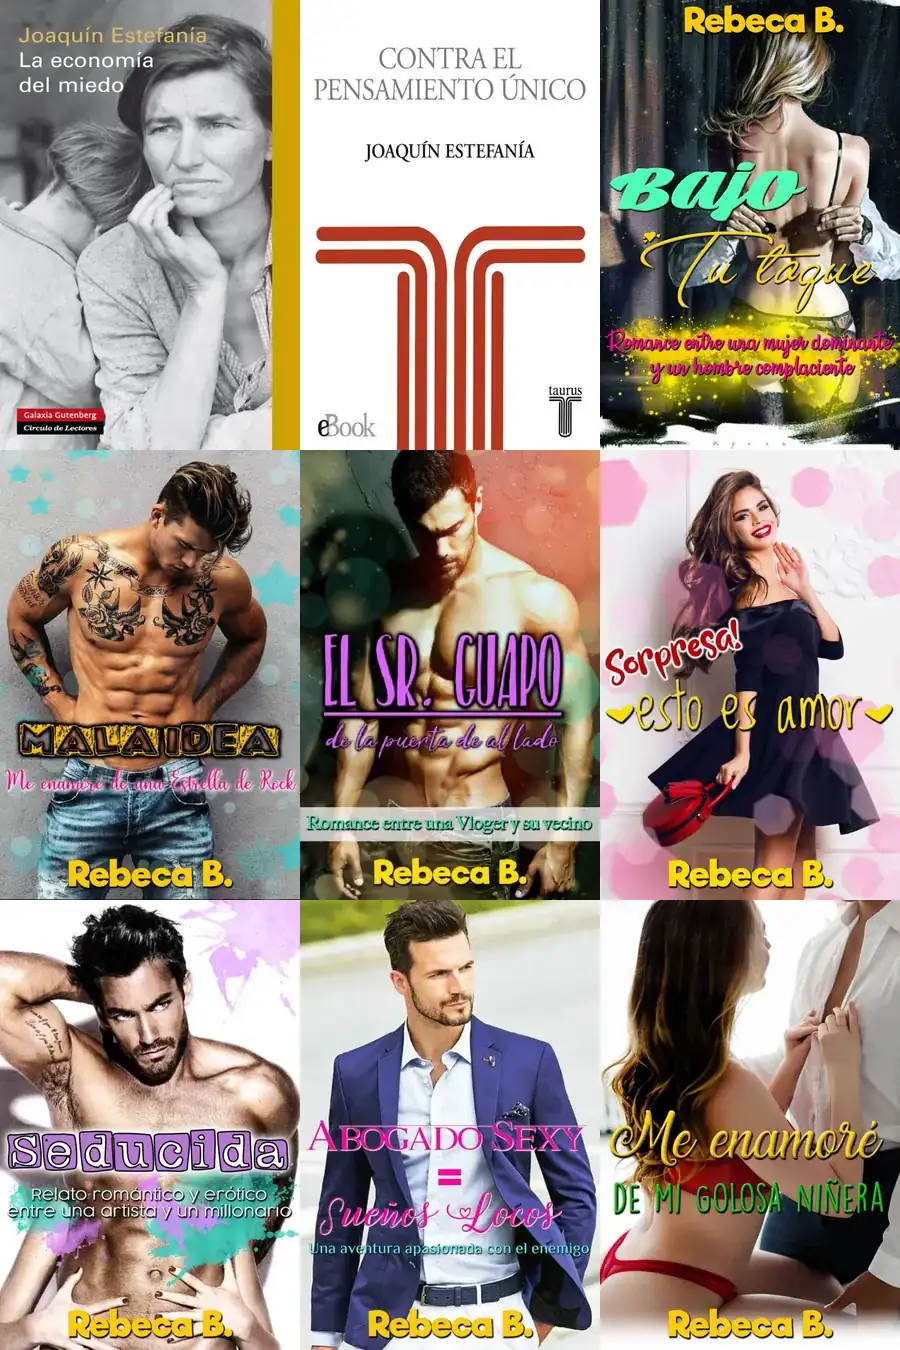 Joaquín Estefanía
La economía
del miedo
Galaxia Gutenberg
Círculo de Lectores
CONTRA EL
PENSAMIENTO ÚNICO
JOAQUÍN ESTEFANÍA
eBook
taurus
T
Rebeca B.
Bajo
Tu toque
Romance entre una mujer dominante
y un hombre complaciente
MALA IDEA
Me enamoré de una Estrella de Rock
Rebeca B.
EL SR. GUAPO
de la puerta de al lado
Romance entre una Vloger y su vecino
Rebeca B.
Sorpresa!
esto es amor
Rebeca B.
Seducida
Relato romántico y erótico
entre una artista y un millonario
Rebeca B.
ABOGADO SEXY
=
Sueños Locos
Una aventura apasionada con el enemigo
Rebeca B.
Me enamoré
DE MI GOLOSA NIÑERA
Rebeca B.